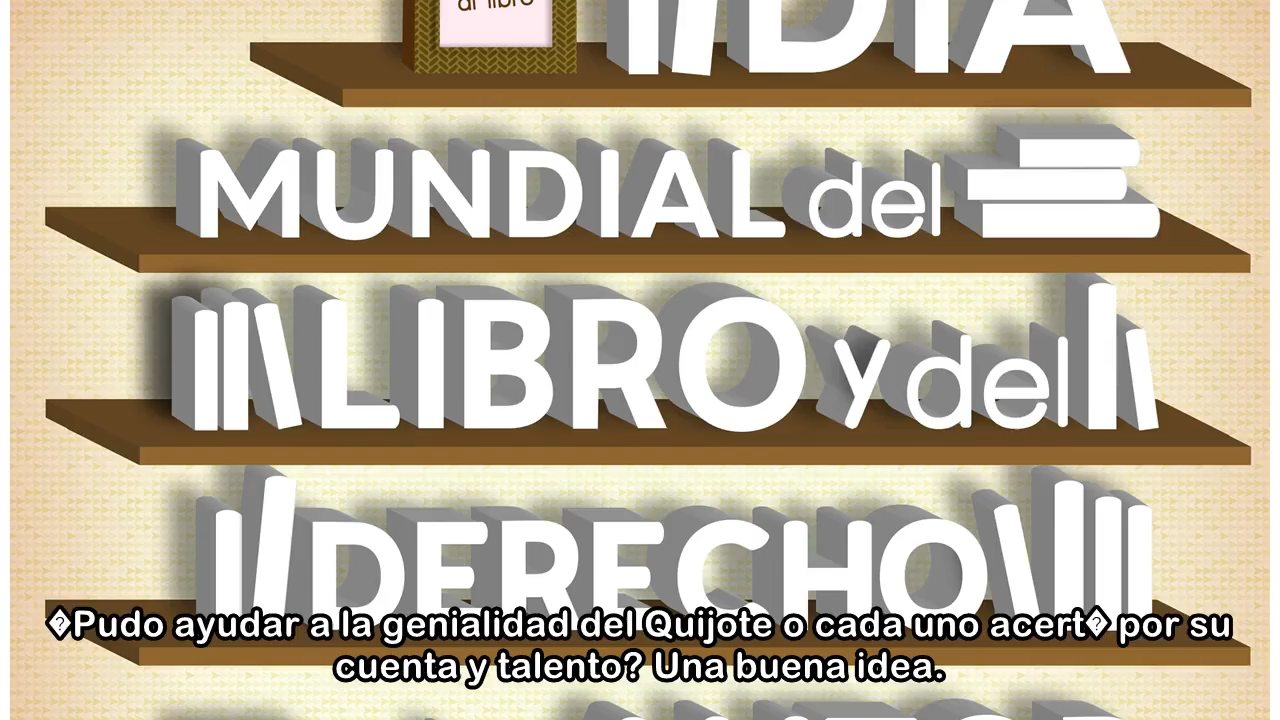 al libro
DÍA
MUNDIAL del
LIBRO y del
DERECHO
�Pudo ayudar a la genialidad del Quijote o cada uno acert� por su
cuenta y talento? Una buena idea.